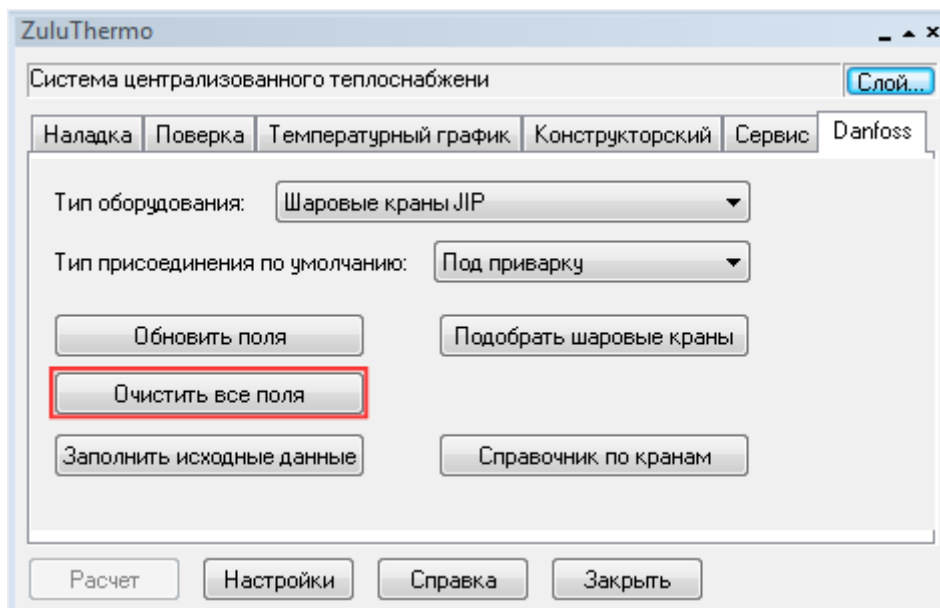 ZuluThermo
Система централизованного теплоснабжени
Слой...
Наладка Поверка Температурный график Конструкторский Сервис Danfoss
Тип оборудования: Шаровые краны JIP
Тип присоединения по умолчанию: Под приварку
Обновить поля Подобрать шаровые краны
Очистить все поля
Заполнить исходные данные Справочник по кранам
Расчет Настройки Справка Закрыть